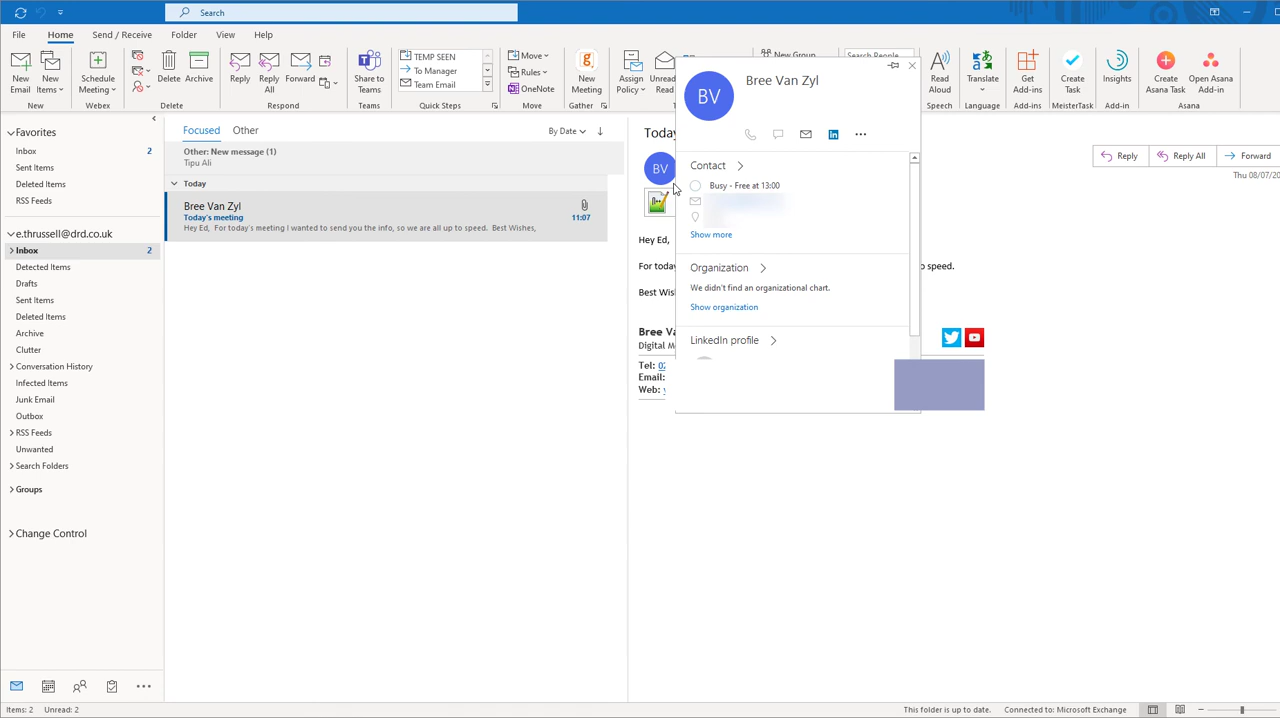 Search
File Home Send / Receive Folder View Help
New Email
New Items
Schedule Meeting
Delete
Archive
Reply
Reply All
Forward
Share to Teams
TEMP SEEN
To Manager
Team Email
Move
Rules
OneNote
New Meeting
Assign Policy
Unread Read
New Group
Search People
Read Aloud
Translate
Get Add-ins
Create Task
Insights
Create Asana Task
Open Asana Add-in
New Webex Delete Respond Teams Quick Steps Move Gather Speech Language Add-ins MeisterTask Add-in Asana
Favorites
Inbox 2
Sent Items
Deleted Items
RSS Feeds
e.thrussell@drd.co.uk
Inbox 2
Detected Items
Drafts
Sent Items
Deleted Items
Archive
Clutter
Conversation History
Infected Items
Junk Email
Outbox
RSS Feeds
Unwanted
Search Folders
Groups
Change Control
Focused Other By Date
Other: New message (1)
Tipu Ali
Today
Bree Van Zyl
Today's meeting 11:07
Hey Ed, For today's meeting I wanted to send you the info, so we are all up to speed. Best Wishes,
Today
BV
Hey Ed,
For today
speed.
Best Wis
Bree Va
Digital M
Tel: 02
Email:
Web:
Reply Reply All Forward
Thu 08/07/20
BV
Bree Van Zyl
in
Contact
Busy - Free at 13:00
Show more
Organization
We didn't find an organizational chart.
Show organization
LinkedIn profile
Items: 2 Unread: 2
This folder is up to date. Connected to: Microsoft Exchange